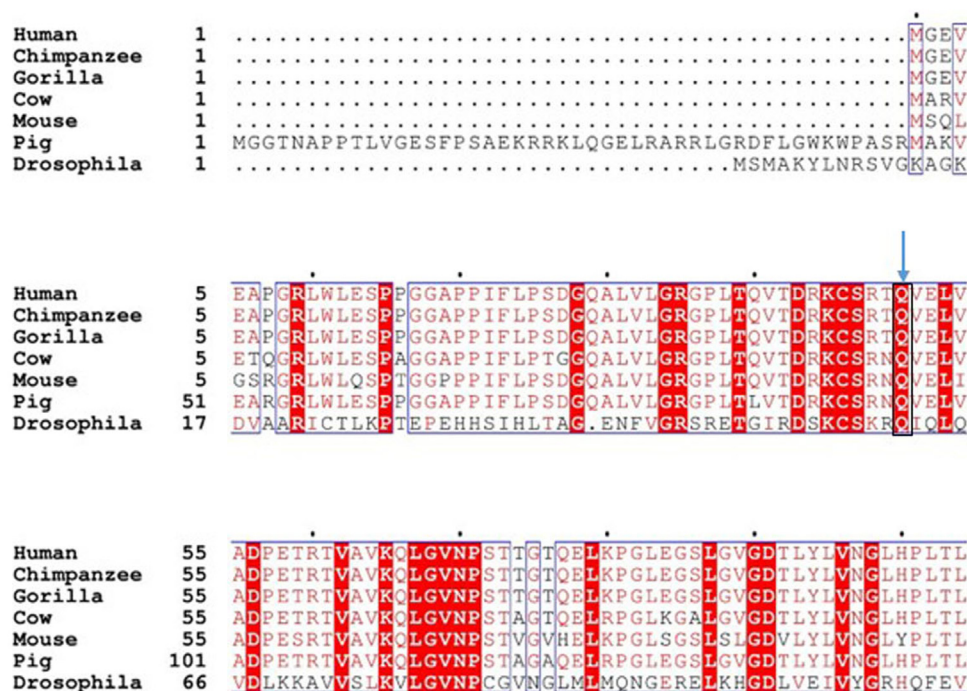 Human 1 ..............................................MGEV
Chimpanzee 1 ..............................................MGEV
Gorilla 1 ..............................................MGEV
Cow 1 ..............................................MARV
Mouse 1 ..............................................MSQL
Pig 1 MGGTNAPPTLVGESFPSAEKRRKLQGELRARRLGRDFLGWKWPASRMAKV
Drosophila 1 ..................................MSMAKYLNRSVGKAGK
Human 5 EAPGRLWLESPPGGAPPIFLPSDGQALVLGRGPLTQVTDRKCSRTQVELV
Chimpanzee 5 EAPGRLWLESPPGGAPPIFLPSDGQALVLGRGPLTQVTDRKCSRTQVELV
Gorilla 5 EAPGRLWLESPPGGAPPIFLPSDGQALVLGRGPLTQVTDRKCSRTQVELV
Cow 5 ETQGRLWLESPAGGAPPIFLPTGGQALVLGRGPLTQVTDRKCSRNQVELV
Mouse 5 GSRGRLWLQSPTGGPPPIFLPSDGQALVLGRGPLTQVTDRKCSRNQVELI
Pig 51 EARGRLWLESPPGGAPPIFLPSDGQALVLGRGPLTLVTDRKCSRNQVELV
Drosophila 17 DVAARICTLKPTEPEHHSIHLTAG.ENFVGRSRETGIRDSKCSKRQIQLQ
Human 55 ADPETRTVAVKQLGVNPSTTGTQELKPGLEGSLGVGDTLYLVNGLHPLTL
Chimpanzee 55 ADPETRTVAVKQLGVNPSTTGTQELKPGLEGSLGVGDTLYLVNGLHPLTL
Gorilla 55 ADPETRTVAVKQLGVNPSTTGTQELKPGLEGSLGVGDTLYLVNGLHPLTL
Cow 55 ADPETRTVAVKQLGVNPSTAGTQELKPGLKGALGVGDTLYLVNGLHPLTL
Mouse 55 ADPESRTVAVKQLGVNPSTVGVHELKPGLSGSLSLGDVLYLVNGLYPLTL
Pig 101 ADPETRTVAVKQLGVNPSTAGAQELRPGLEGSLGVGDTLYLVNGLHPLTL
Drosophila 66 VDLKKAVVSLKVLGVNPCGVNGLMLMQNGERELKHGDLVEIVYGRHQFEV